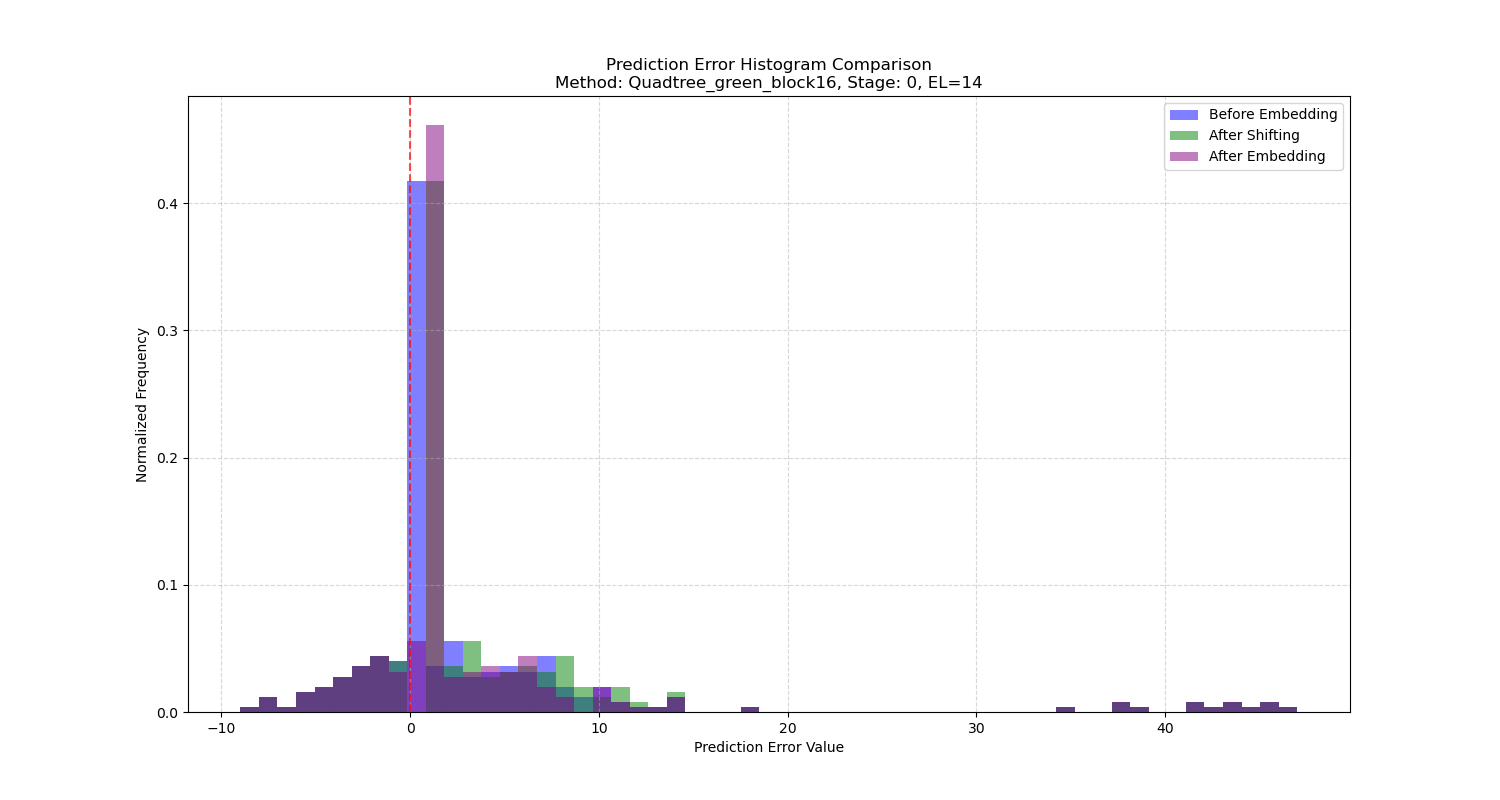 Prediction Error Histogram Comparison
Method: Quadtree_green_block16, Stage: 0, EL=14
Before Embedding
After Shifting
After Embedding
Normalized Frequency
0.4
0.3
0.2
0.1
0.0
−10 0 10 20 30 40
Prediction Error Value